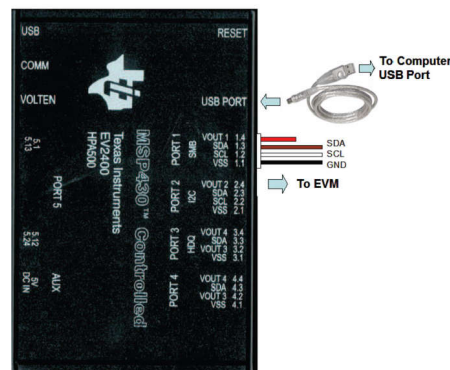 USB
RESET
COMM
VOLTEN
USB PORT
To Computer
USB Port
MSP430™ Controlled
Texas Instruments
EV2400
HPA500
PORT 1
SMB
VOUT 1 1.4
SDA 1.3
SCL 1.2
VSS 1.1
SDA
SCL
GND
To EVM
PORT 2
I2C
VOUT 2 2.4
SDA 2.3
SCL 2.2
VSS 2.1
PORT 3
HDQ
VOUT 3 3.4
SDA 3.3
VOUT 3 3.2
VSS 3.1
PORT 4
VOUT 4 4.4
SDA 4.3
VOUT 3 4.2
VSS 4.1
5.1
5.13
PORT 5
5.12
5.24
AUX
5V
DC IN